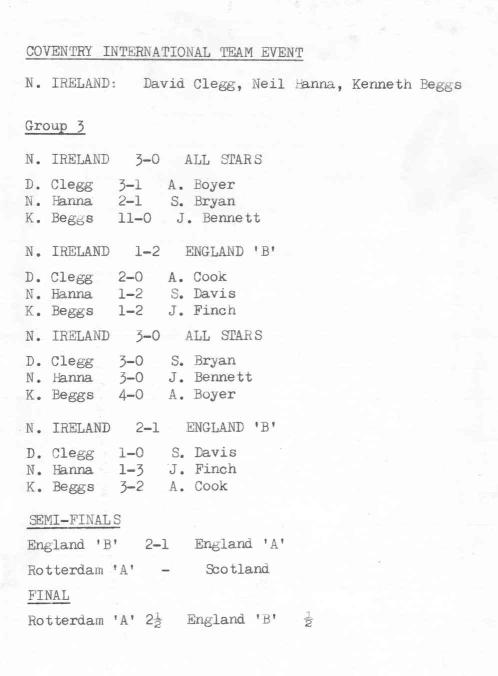 COVENTRY INTERNATIONAL TEAM EVENT
N. IRELAND: David Clegg, Neil Hanna, Kenneth Beggs
Group 3
N. IRELAND 3-0 ALL STARS
D. Clegg 3-1 A. Boyer
N. Hanna 2-1 S. Bryan
K. Beggs 11-0 J. Bennett
N. IRELAND 1-2 ENGLAND 'B'
D. Clegg 2-0 A. Cook
N. Hanna 1-2 S. Davis
K. Beggs 1-2 J. Finch
N. IRELAND 3-0 ALL STARS
D. Clegg 3-0 S. Bryan
N. Hanna 3-0 J. Bennett
K. Beggs 4-0 A. Boyer
N. IRELAND 2-1 ENGLAND 'B'
D. Clegg 1-0 S. Davis
N. Hanna 1-3 J. Finch
K. Beggs 3-2 A. Cook
SEMI-FINALS
England 'B' 2-1 England 'A'
Rotterdam 'A' - Scotland
FINAL
Rotterdam 'A' 2½ England 'B' ½